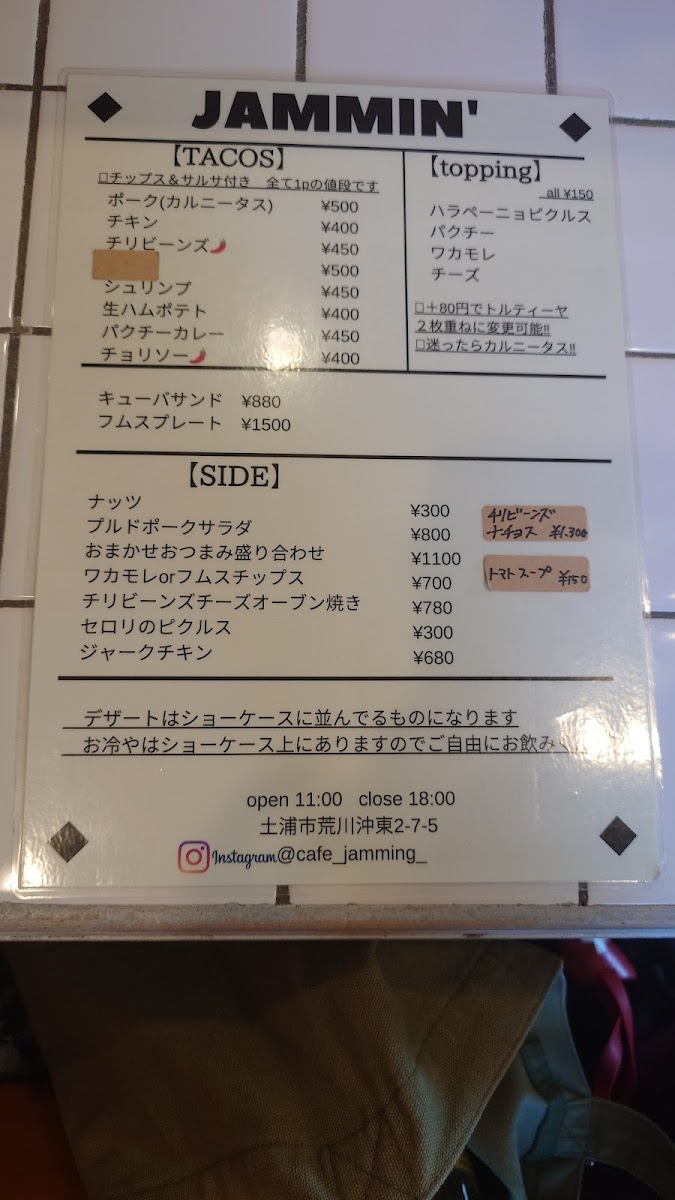 JAMMIN'
【TACOS】
□チップス＆サルサ付き　全て1pの値段です
ポーク(カルニータス) ¥500
チキン ¥400
チリビーンズ🌶 ¥450
¥500
シュリンプ ¥450
生ハムポテト ¥400
パクチーカレー ¥450
チョリソー🌶 ¥400
【topping】
all ¥150
ハラペーニョピクルス
パクチー
ワカモレ
チーズ
□＋80円でトルティーヤ
２枚重ねに変更可能‼
□迷ったらカルニータス‼
キューバサンド ¥880
フムスプレート ¥1500
【SIDE】
ナッツ ¥300
プルドポークサラダ ¥800
おまかせおつまみ盛り合わせ ¥1100
ワカモレorフムスチップス ¥700
チリビーンズチーズオーブン焼き ¥780
セロリのピクルス ¥300
ジャークチキン ¥680
チリビーンズ
ナチョス ¥1.300
トマトスープ ¥150
デザートはショーケースに並んでるものになります
お冷やはショーケース上にありますのでご自由にお飲み
open 11:00 close 18:00
土浦市荒川沖東2-7-5
Instagram@cafe_jamming_